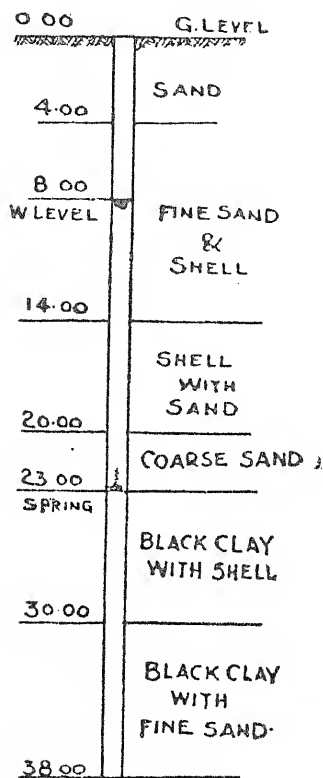 0 00 G. LEVEL
SAND
4.00
8 00
W LEVEL
FINE SAND
&
SHELL
14.00
SHELL
WITH
SAND
20.00
COARSE SAND
23 00
SPRING
BLACK CLAY
WITH SHELL
30.00
BLACK CLAY
WITH
FINE SAND.
38 00